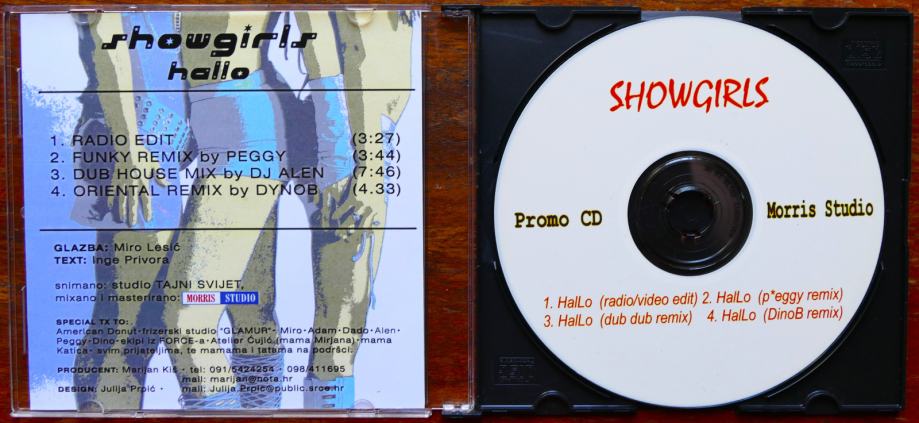 showgirls
hallo
1. RADIO EDIT (3:27)
2. FUNKY REMIX by PEGGY (3:44)
3. DUB HOUSE MIX by DJ ALEN (7:46)
4. ORIENTAL REMIX by DYNOB (4.33)
GLAZBA: Miro Lesić
TEXT: Inge Privora
snimano: studio TAJNI SVIJET,
mixano i masterirano: MORRIS STUDIO
SPECIAL TX TO:
American Donut · frizerski studio "GLAMUR" · Miro · Adam · Dado · Alen ·
Peggy · Dino · ekipi iz FORCE-a · Atelier Čujić (mama Mirjana) · mama
Katica · svim prijateljima, te mamama i tatama na podršci.
PRODUCENT: Marijan Kiš · tel: 091/5424254 · 098/411695
mail: marijan@nota.hr
DESIGN: Julija Prpić · mail: Julija.Prpic@public.srce.hr
SHOWGIRLS
Promo CD
Morris Studio
1. HalLo (radio/video edit) 2. HalLo (p*eggy remix)
3. HalLo (dub dub remix) 4. HalLo (DinoB remix)